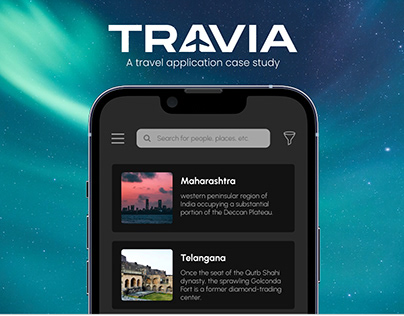 TRAVIA
A travel application case study
Search for people, places, etc
Maharashtra
western peninsular region of
India occupying a substantial
portion of the Deccan Plateau.
Telangana
Once the seat of the Qutb Shahi
dynasty, the sprawling Golconda
Fort is a former diamond-trading
center.